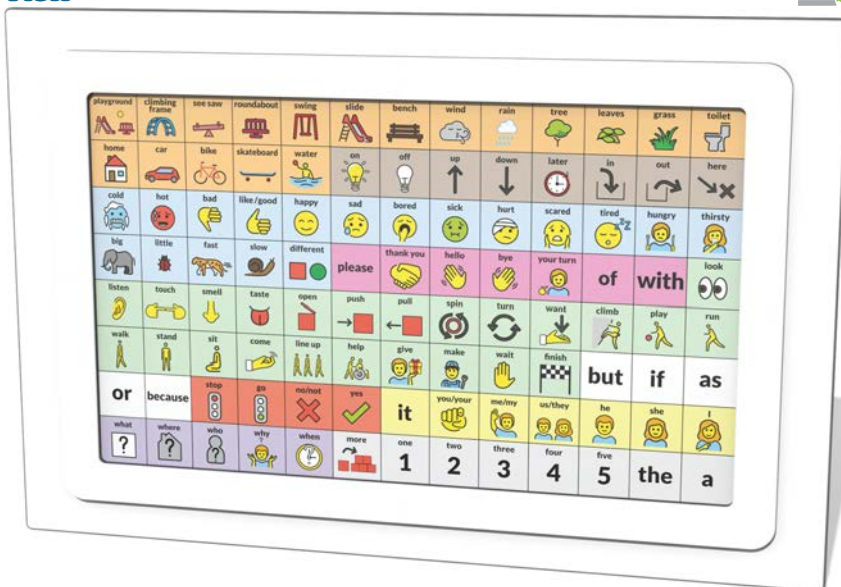 playground climbing frame see saw roundabout swing slide bench wind rain tree leaves grass toilet
home car bike skateboard water on off up down later in out here
cold hot bad like/good happy sad bored sick hurt scared tired hungry thirsty
big little fast slow different please thank you hello bye your turn of with look
listen touch smell taste open push pull spin turn want climb play run
walk stand sit come line up help give make wait finish but if as
or because stop go no/not yes it you/your me/my us/they he she I
what where who why when more one 1 two 2 three 3 four 4 five 5 the a